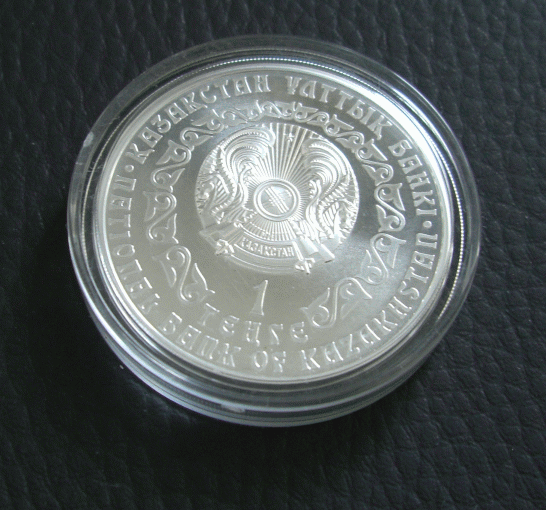 ҚАЗАҚСТАН ҰЛТТЫҚ БАНКІ
ҚАЗАҚСТАН
1
ТЕҢГЕ
NATIONAL BANK OF KAZAKHSTAN